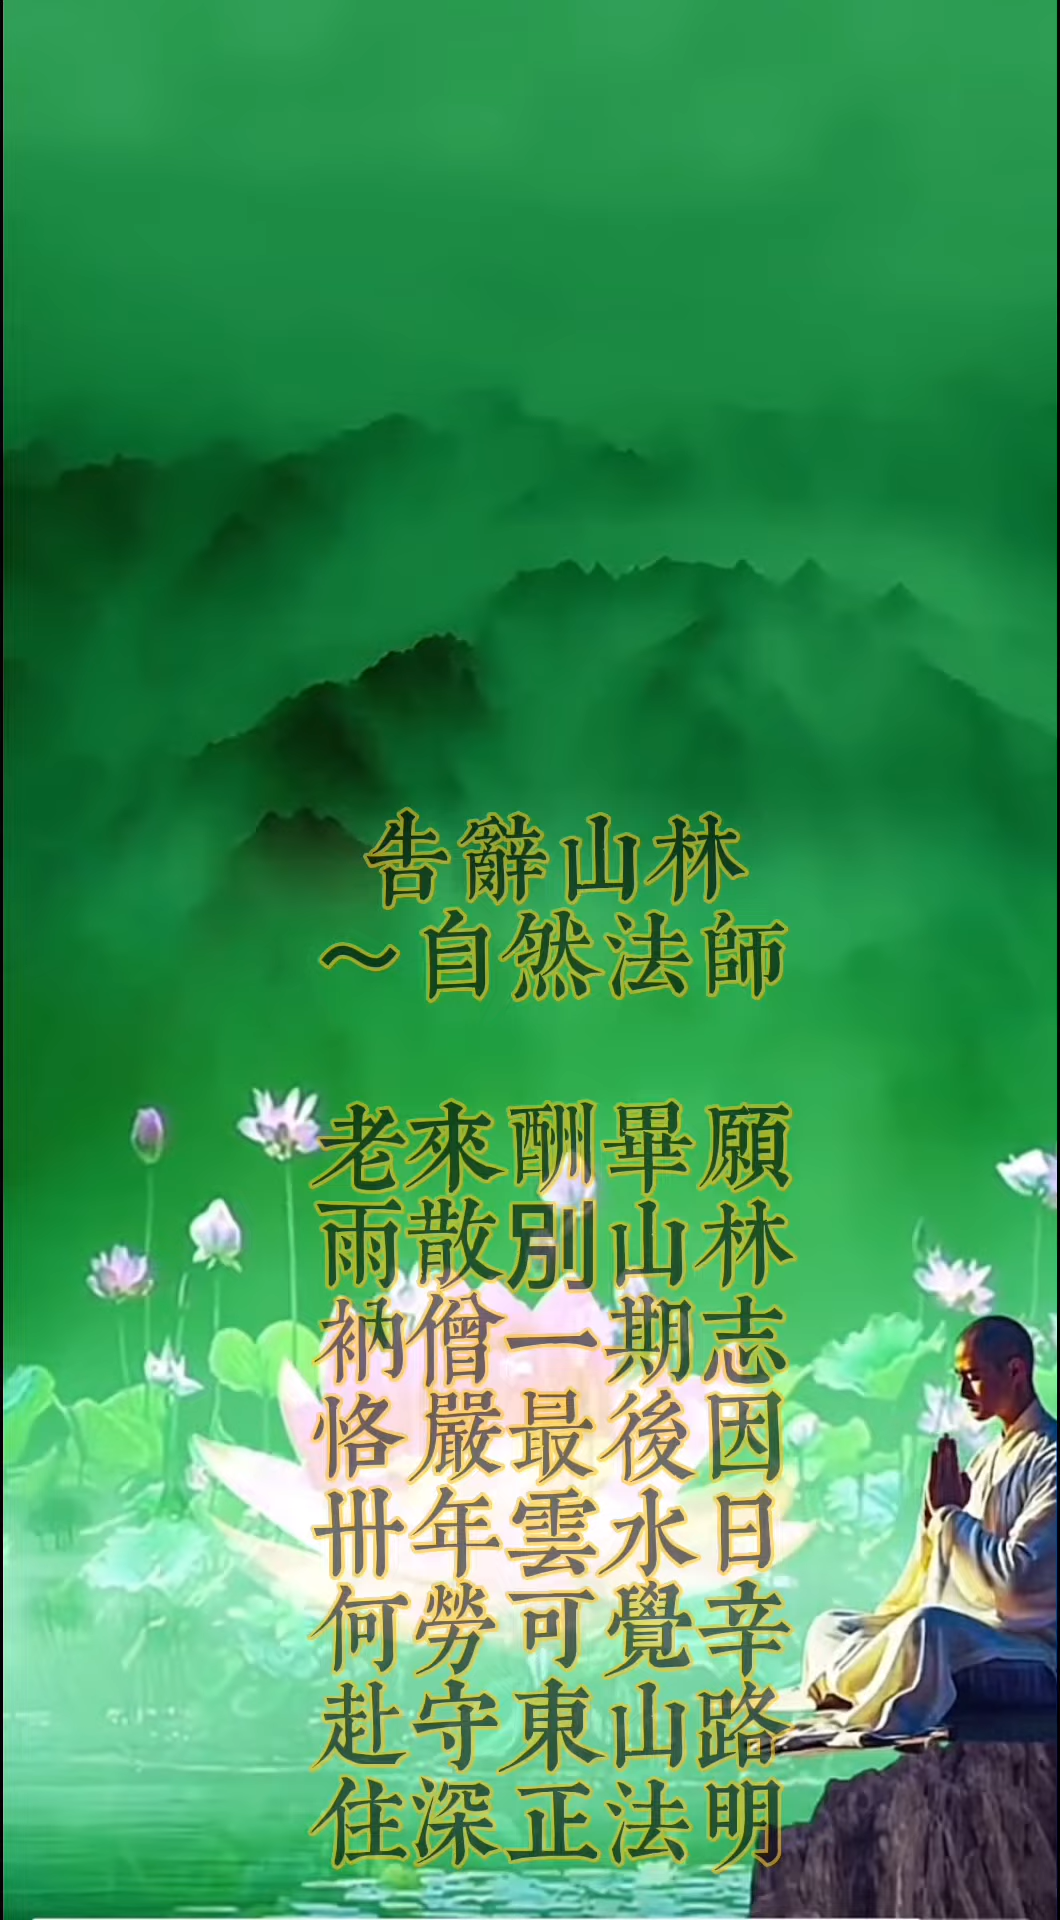 告辭山林
～自然法師
老來酬畢願
雨散別山林
衲僧一期志
恪嚴最後因
卅年雲水日
何勞可覺辛
赴守東山路
住深正法明